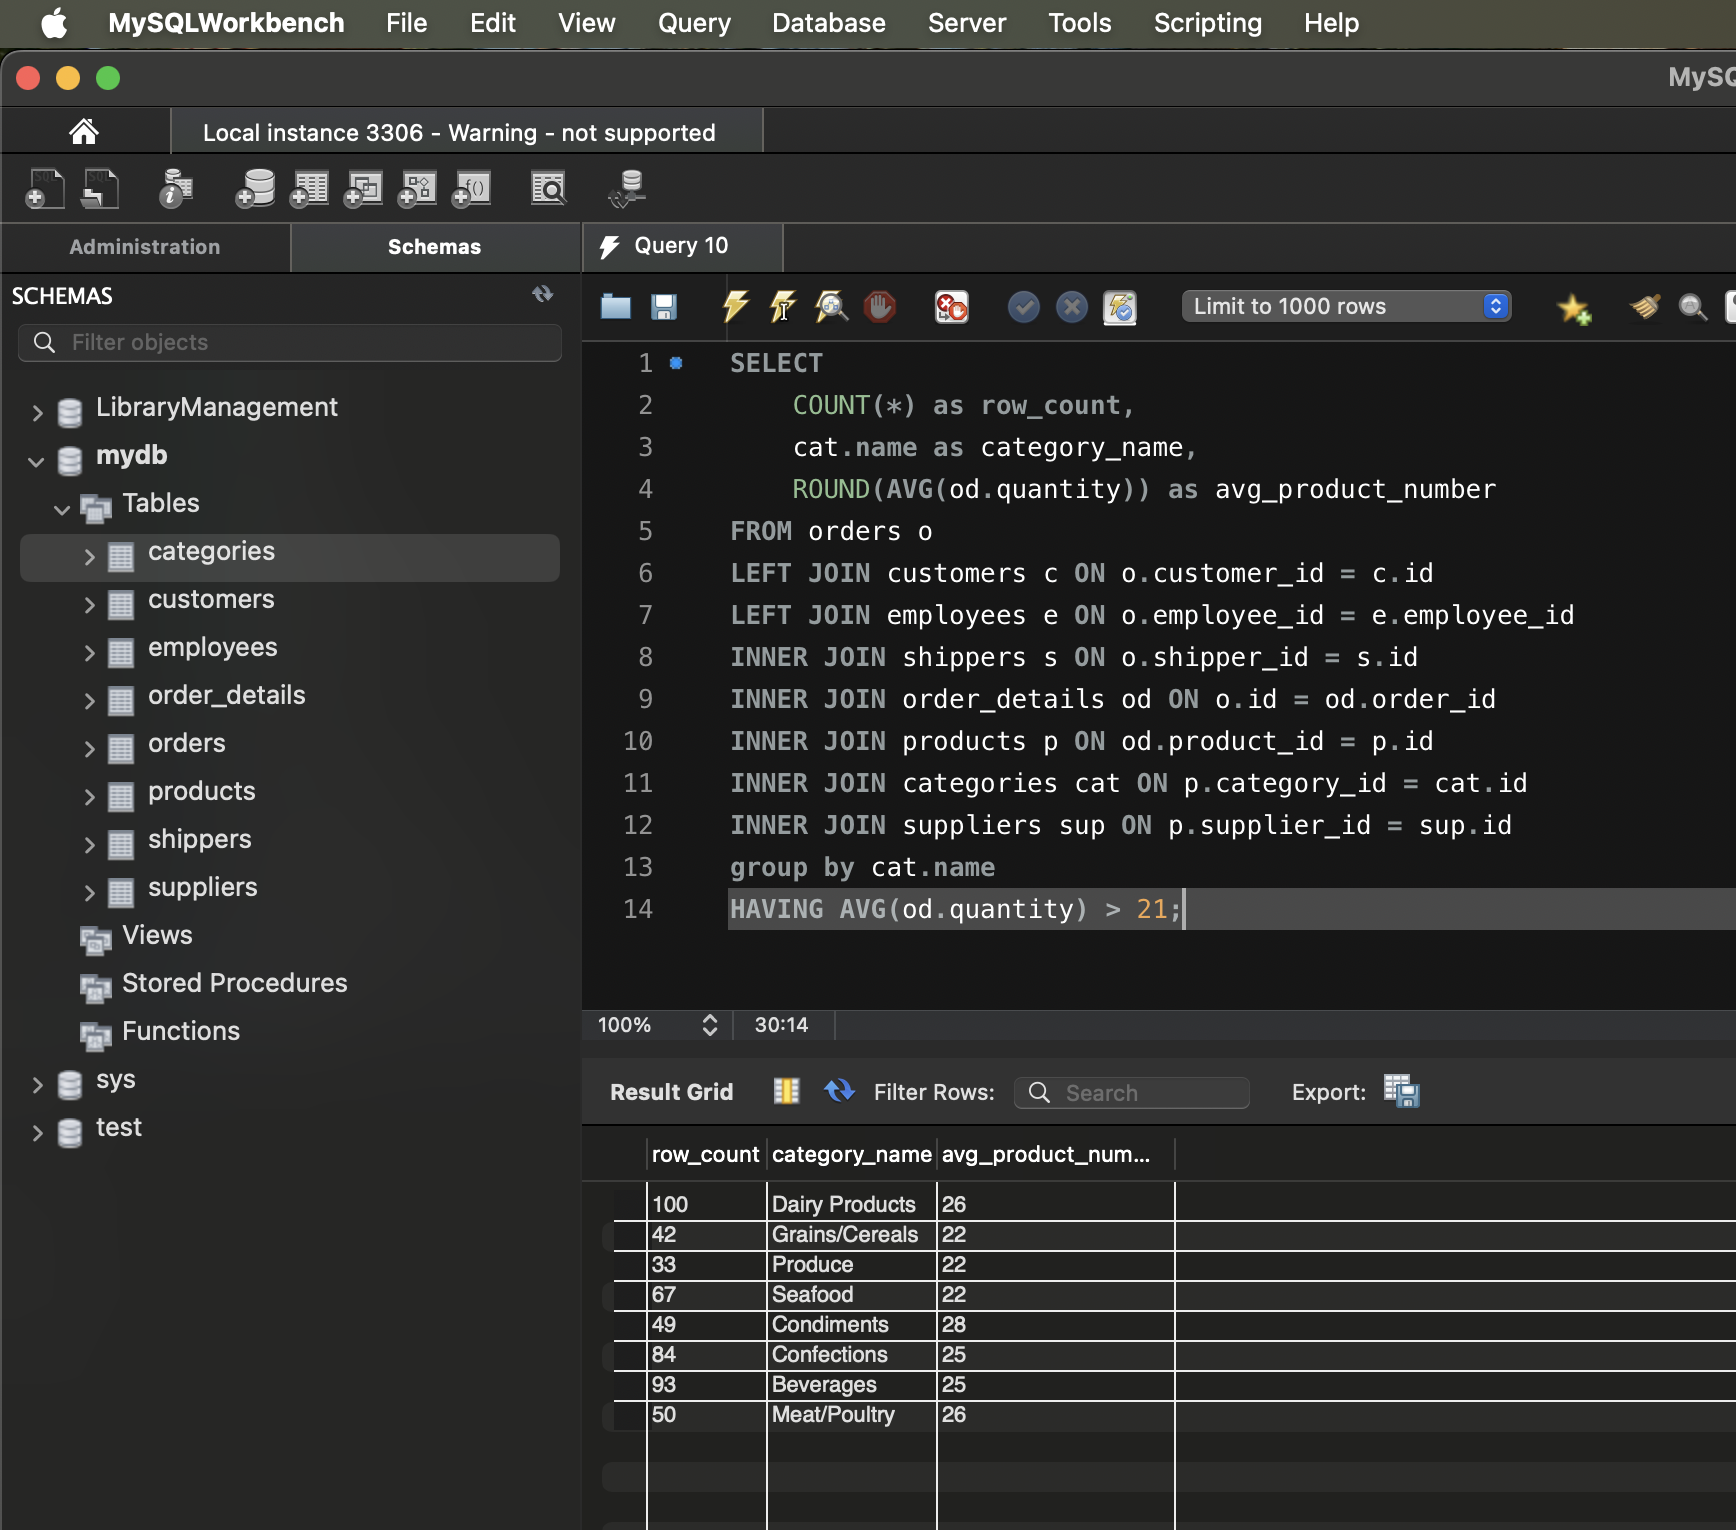 MySQLWorkbench File Edit View Query Database Server Tools Scripting Help
MySQ
Local instance 3306 - Warning - not supported
Administration Schemas
Query 10
SCHEMAS
Filter objects
LibraryManagement
mydb
Tables
categories
customers
employees
order_details
orders
products
shippers
suppliers
Views
Stored Procedures
Functions
sys
test
Limit to 1000 rows
1 SELECT
2 COUNT(*) as row_count,
3 cat.name as category_name,
4 ROUND(AVG(od.quantity)) as avg_product_number
5 FROM orders o
6 LEFT JOIN customers c ON o.customer_id = c.id
7 LEFT JOIN employees e ON o.employee_id = e.employee_id
8 INNER JOIN shippers s ON o.shipper_id = s.id
9 INNER JOIN order_details od ON o.id = od.order_id
10 INNER JOIN products p ON od.product_id = p.id
11 INNER JOIN categories cat ON p.category_id = cat.id
12 INNER JOIN suppliers sup ON p.supplier_id = sup.id
13 group by cat.name
14 HAVING AVG(od.quantity) > 21;
100% 30:14
Result Grid Filter Rows: Search Export:
row_count category_name avg_product_num...
100 Dairy Products 26
42 Grains/Cereals 22
33 Produce 22
67 Seafood 22
49 Condiments 28
84 Confections 25
93 Beverages 25
50 Meat/Poultry 26